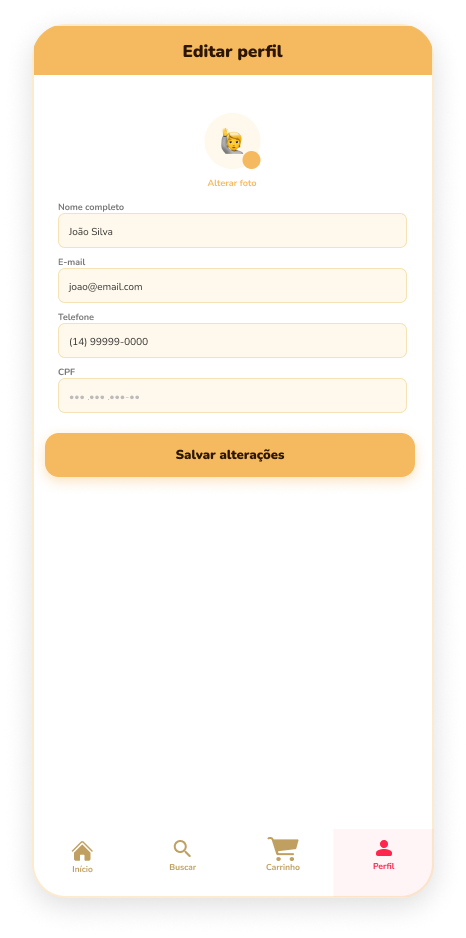 Editar perfil
Alterar foto
Nome completo
João Silva
E-mail
joao@email.com
Telefone
(14) 99999-0000
CPF
•••.•••.•••-••
Salvar alterações
Início
Buscar
Carrinho
Perfil